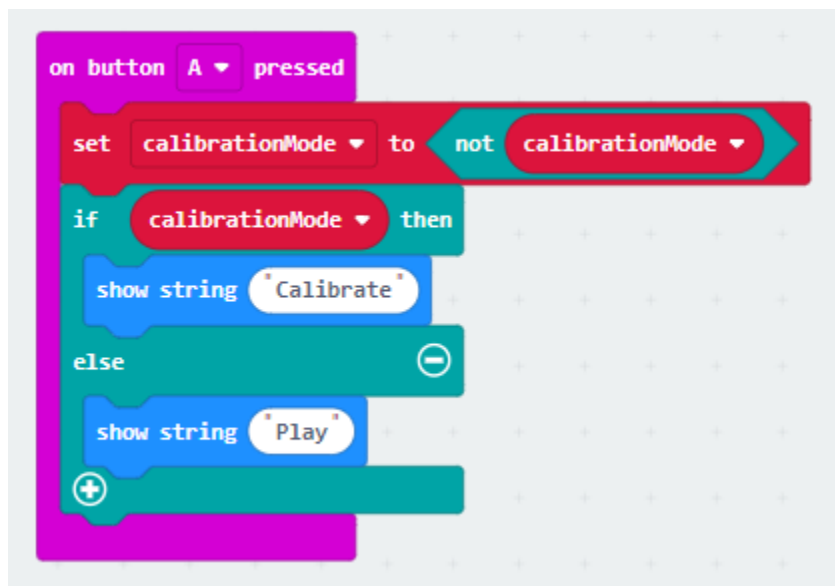 on button A pressed
set calibrationMode to not calibrationMode
if calibrationMode then
show string "Calibrate"
else
show string "Play"